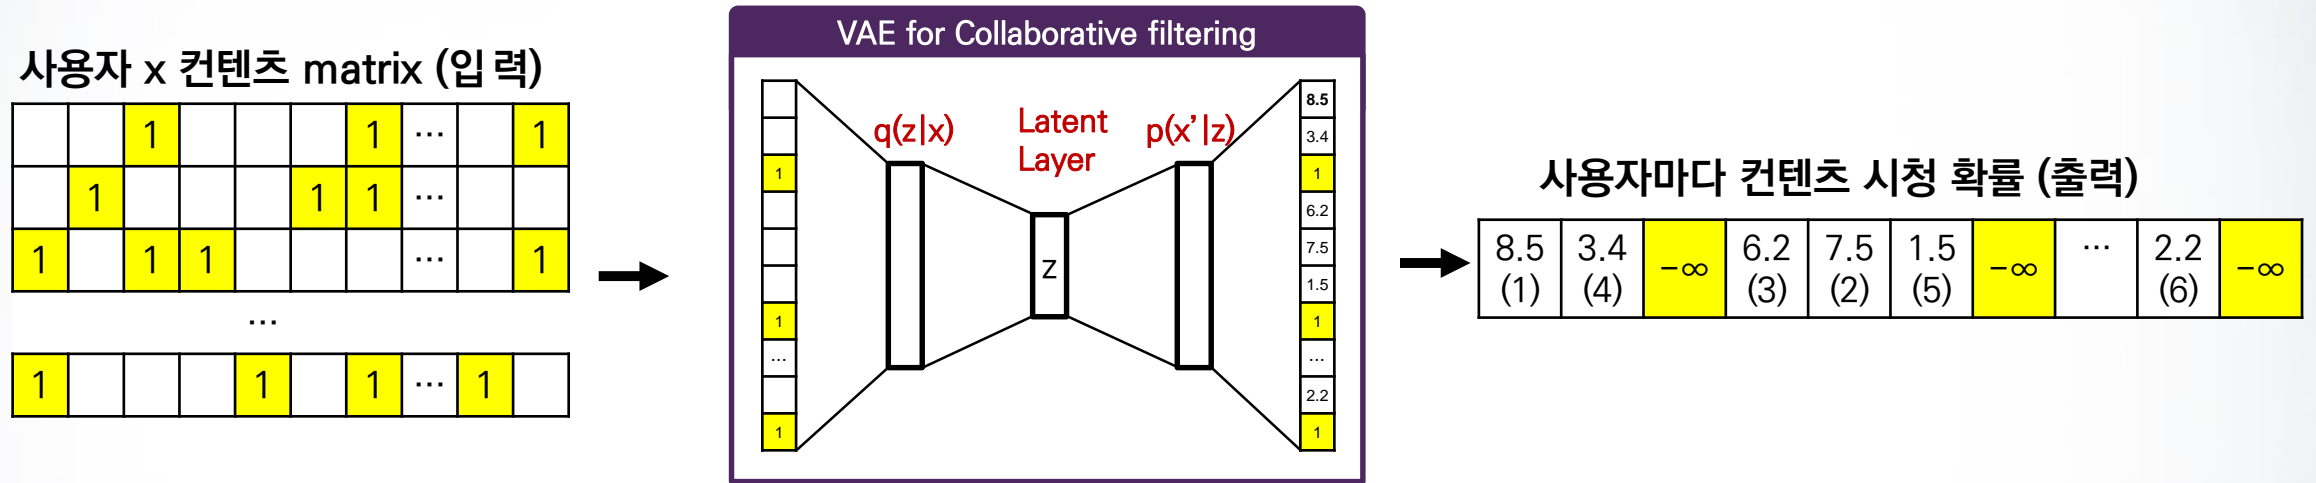 사용자 x 컨텐츠 matrix (입력)
1 1 ... 1
1 1 1 ...
1 1 1 ... 1
...
1 1 1 ... 1
VAE for Collaborative filtering
1
1
...
1
q(z|x)
Latent
Layer
z
p(x’|z)
8.5
3.4
1
6.2
7.5
1.5
1
...
2.2
1
사용자마다 컨텐츠 시청 확률 (출력)
8.5 3.4 -∞ 6.2 7.5 1.5 -∞ ... 2.2 -∞
(1) (4) (3) (2) (5) (6)